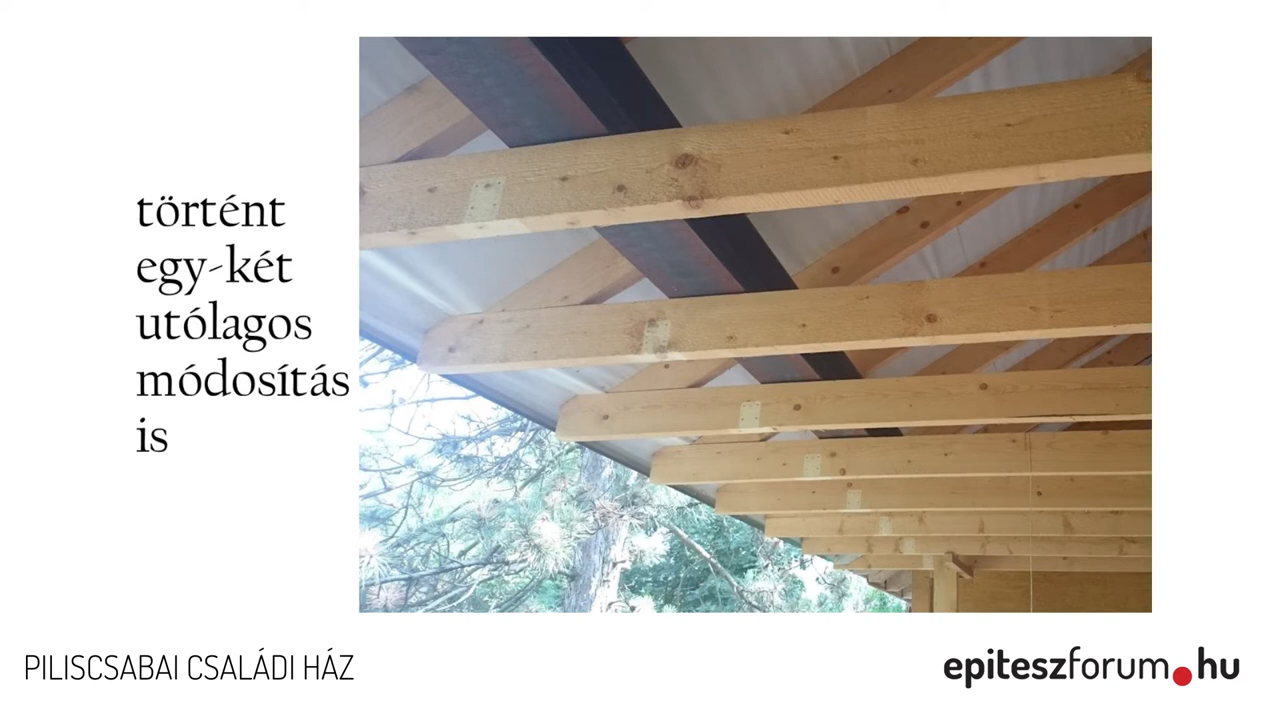 történt
egy-két
utólagos
módosítás
is
PILISCSABAI CSALÁDI HÁZ
epiteszforum.hu